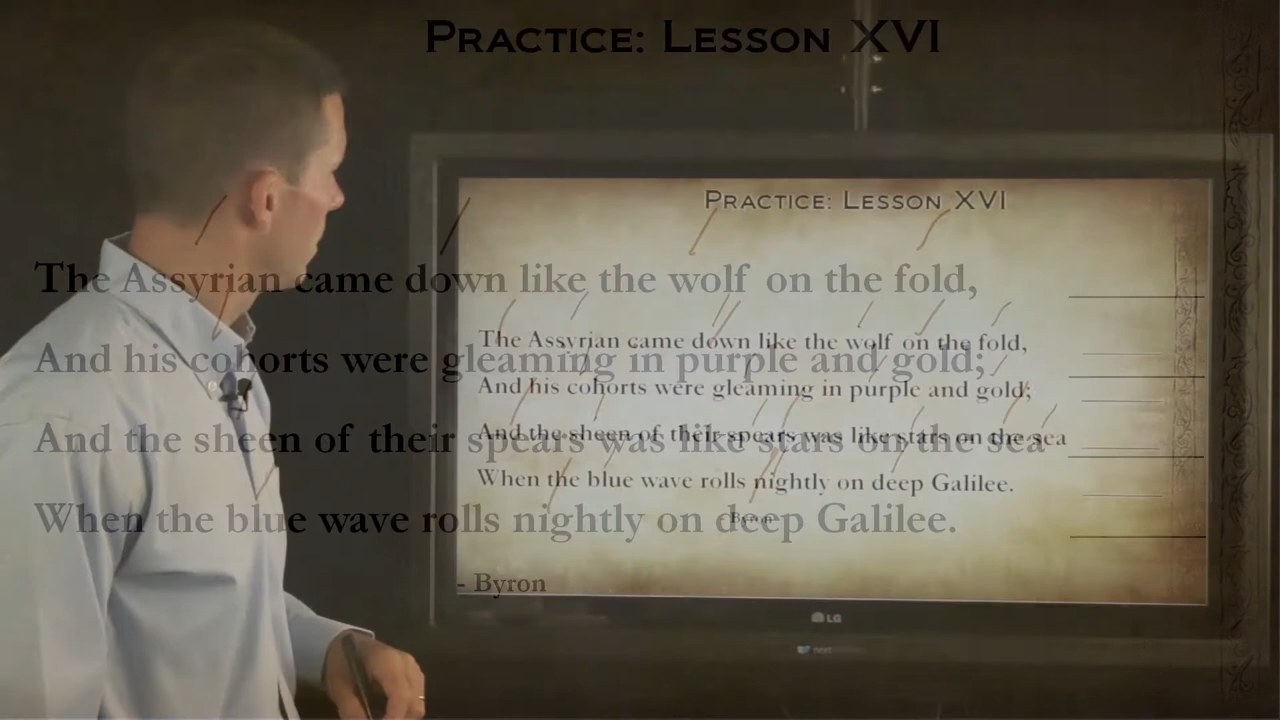 PRACTICE: LESSON XVI
The Assyrian came down like the wolf on the fold,
And his cohorts were gleaming in purple and gold;
And the sheen of their spears was like stars on the sea
When the blue wave rolls nightly on deep Galilee.
- Byron
PRACTICE: LESSON XVI
The Assyrian came down like the wolf on the fold,
And his cohorts were gleaming in purple and gold;
And the sheen of their spears was like stars on the sea
When the blue wave rolls nightly on deep Galilee.
Byron
LG
next